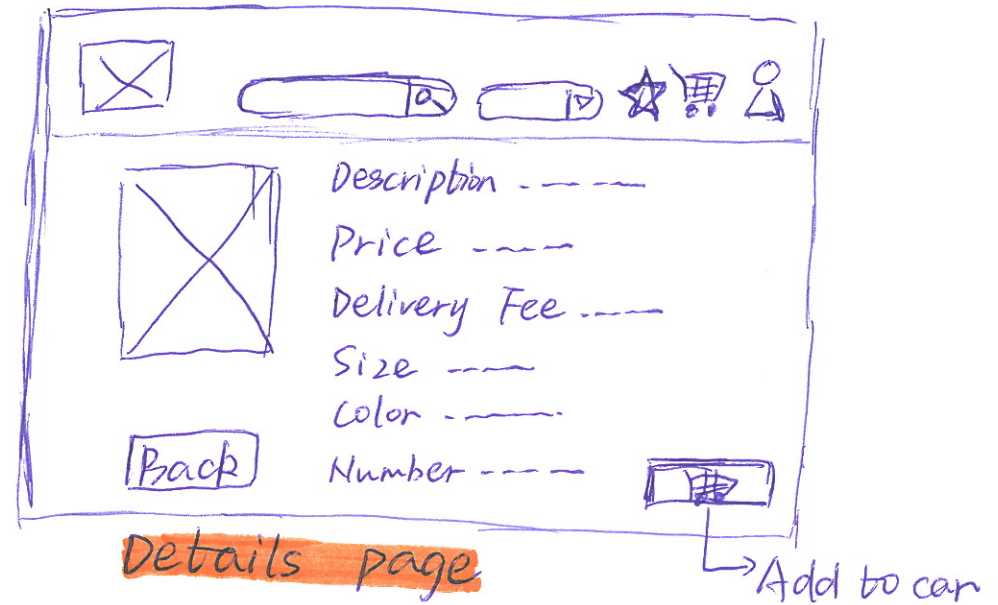 Description
Price
Delivery Fee
Size
Color
Number
Back
Details page
Add to car